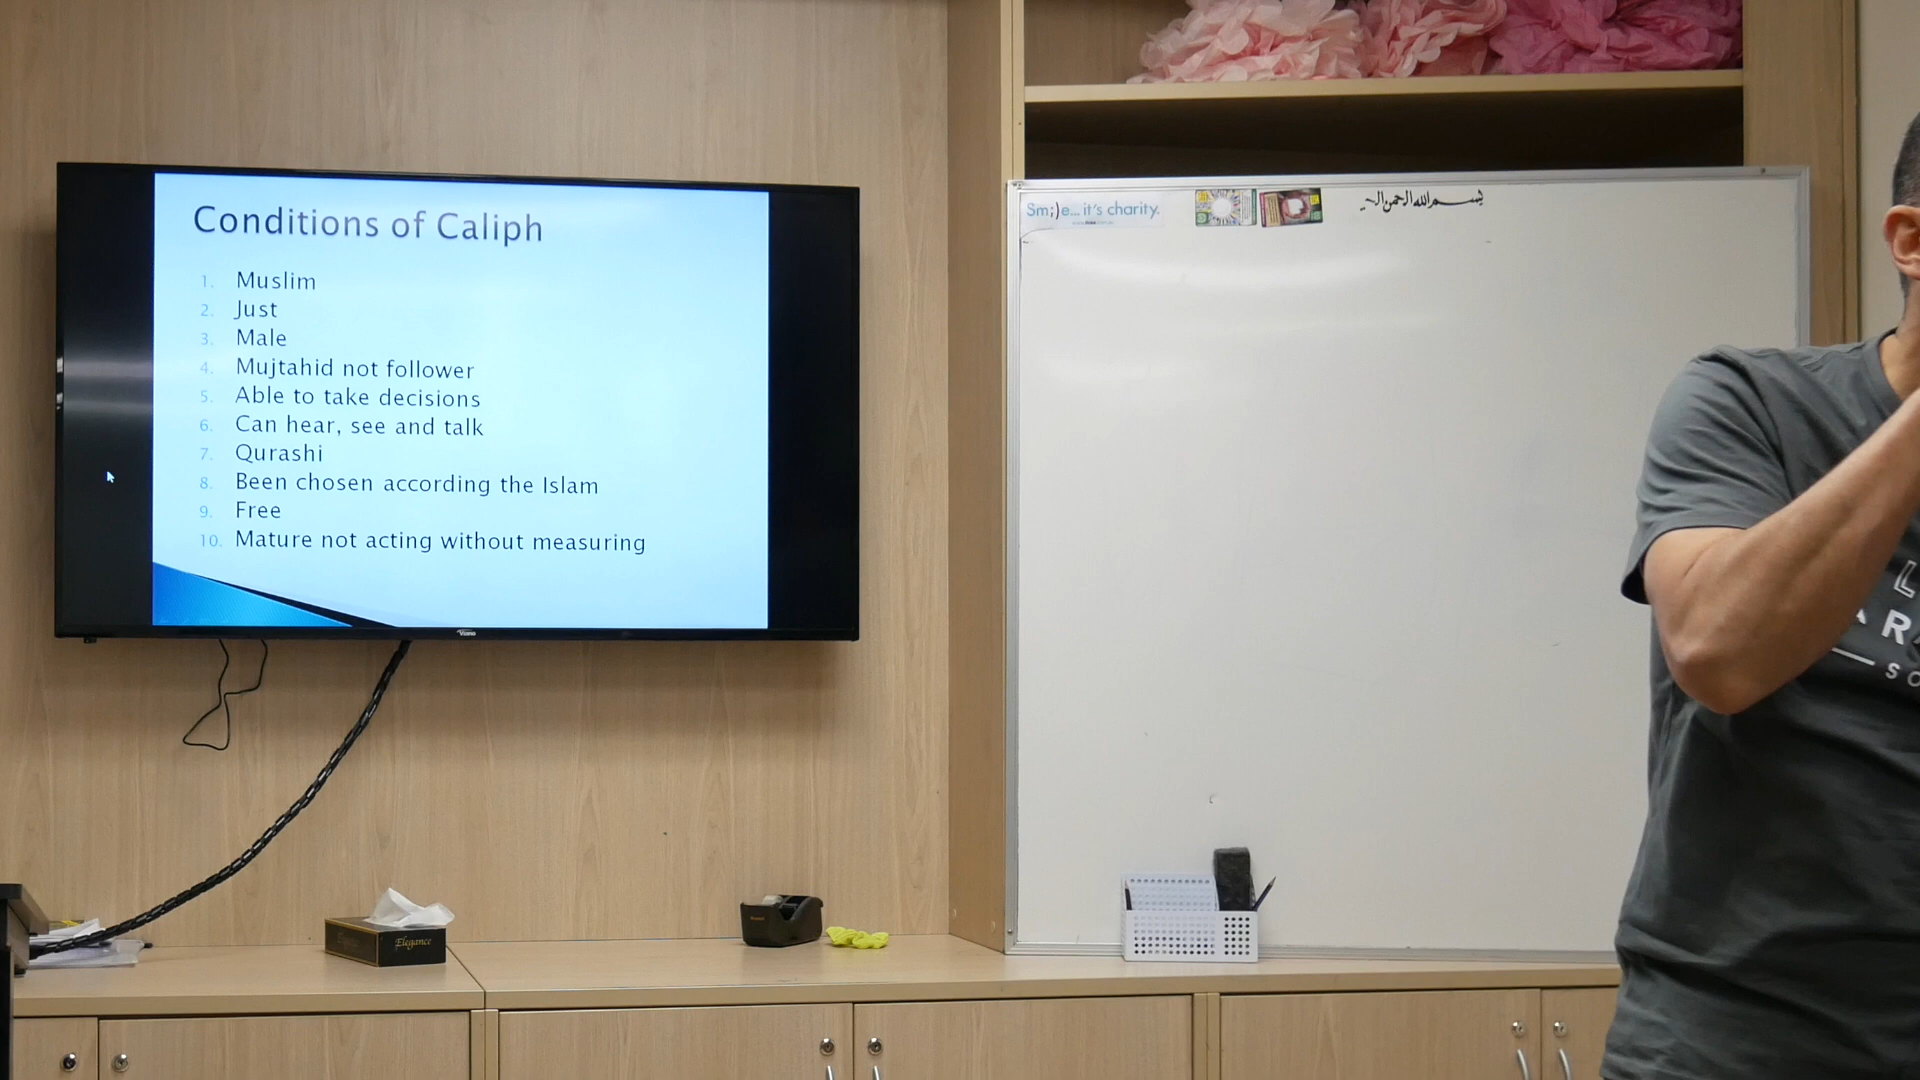 Conditions of Caliph
1. Muslim
2. Just
3. Male
4. Mujtahid not follower
5. Able to take decisions
6. Can hear, see and talk
7. Qurashi
8. Been chosen according the Islam
9. Free
10. Mature not acting without measuring
Sm;)e... it's charity.
بسم الله الرحمن
Elegance
AR
SO